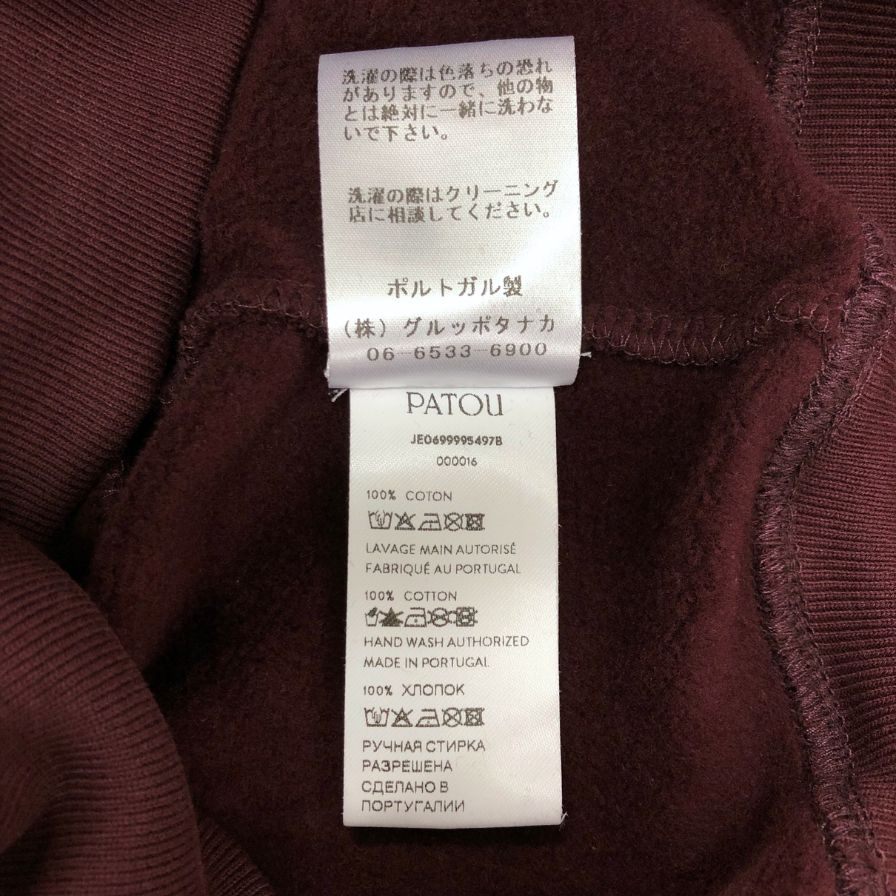 洗濯の際は色落ちの恐れ
がありますので、他の物
とは絶対に一緒に洗わな
いで下さい。
洗濯の際はクリーニング
店に相談してください。
ポルトガル製
(株)グルッポタナカ
06-6533-6900
PATOU
JE0699995497B
000016
100% COTON
LAVAGE MAIN AUTORISÉ
FABRIQUÉ AU PORTUGAL
100% COTTON
HAND WASH AUTHORIZED
MADE IN PORTUGAL
100% ХЛОПОК
РУЧНАЯ СТИРКА
РАЗРЕШЕНА
СДЕЛАНО В
ПОРТУГАЛИИ